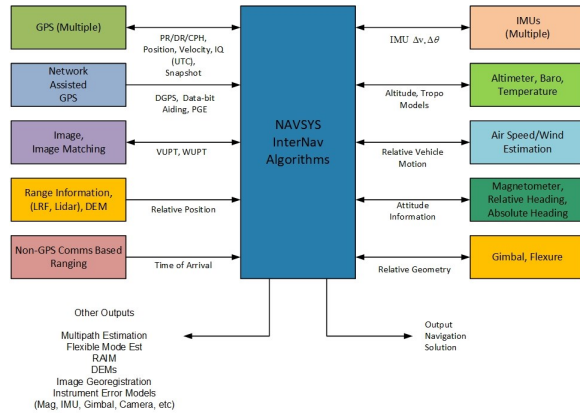 GPS (Multiple)
PR/DR/CPH,
Position, Velocity, IQ
(UTC),
Snapshot
Network
Assisted
GPS
DGPS, Data-bit
Aiding, PGE
Image,
Image Matching
VUPT, WUPT
Range Information,
(LRF, Lidar), DEM
Relative Position
Non-GPS Comms Based
Ranging
Time of Arrival
NAVSYS
InterNav
Algorithms
IMUs
(Multiple)
IMU Δv, Δθ
Altimeter, Baro,
Temperature
Altitude, Tropo
Models
Air Speed/Wind
Estimation
Relative Vehicle
Motion
Magnetometer,
Relative Heading,
Absolute Heading
Attitude
Information
Gimbal, Flexure
Relative Geometry
Other Outputs
Multipath Estimation
Flexible Mode Est
RAIM
DEMs
Image Georegistration
Instrument Error Models
(Mag, IMU, Gimbal, Camera, etc)
Output
Navigation
Solution